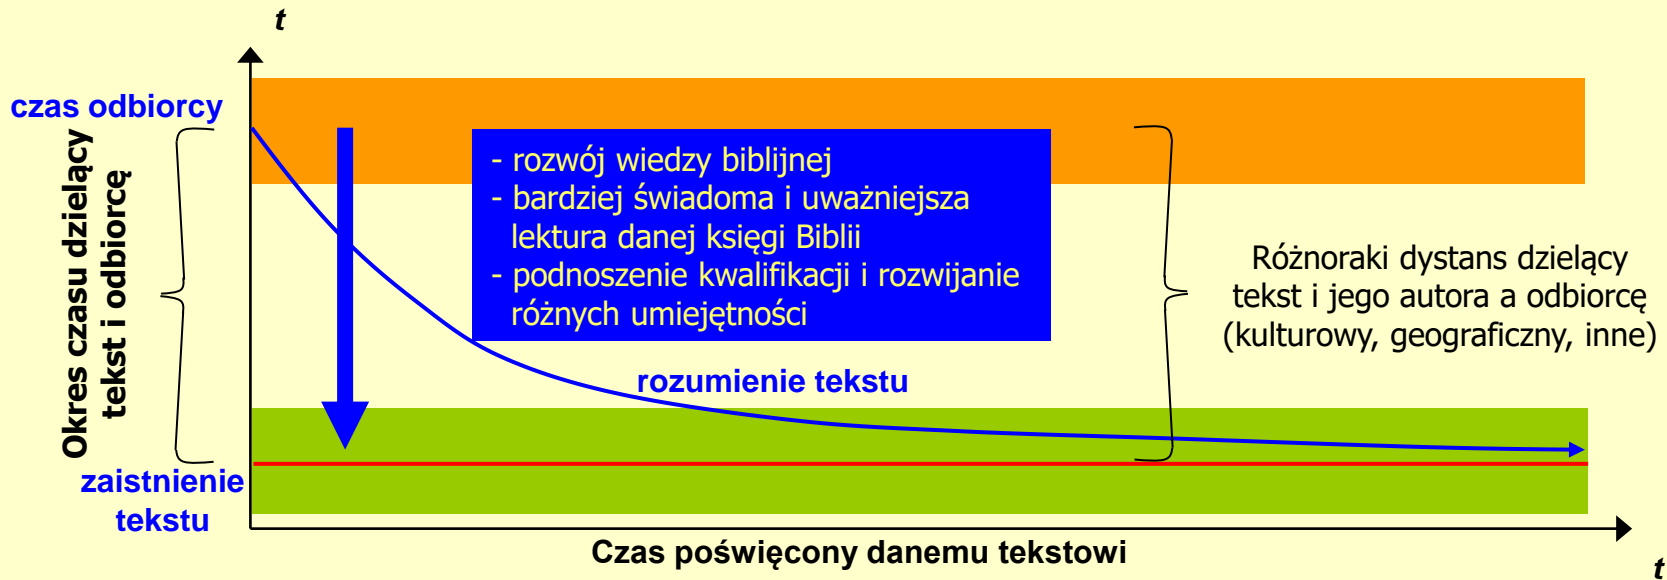 t
czas odbiorcy
Okres czasu dzielący
tekst i odbiorcę
- rozwój wiedzy biblijnej
- bardziej świadoma i uważniejsza
lektura danej księgi Biblii
- podnoszenie kwalifikacji i rozwijanie
różnych umiejętności
Różnoraki dystans dzielący
tekst i jego autora a odbiorcę
(kulturowy, geograficzny, inne)
rozumienie tekstu
zaistnienie
tekstu
Czas poświęcony danemu tekstowi
t